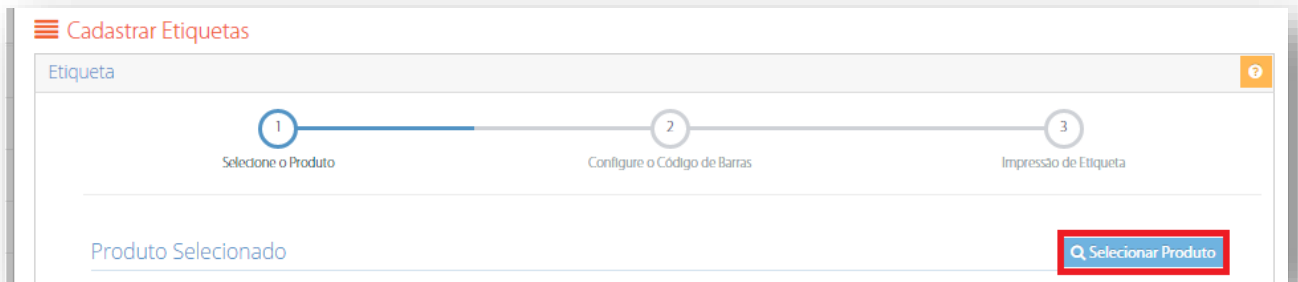 Cadastrar Etiquetas
Etiqueta
?
1
2
3
Selecione o Produto
Configure o Código de Barras
Impressão de Etiqueta
Produto Selecionado
Selecionar Produto